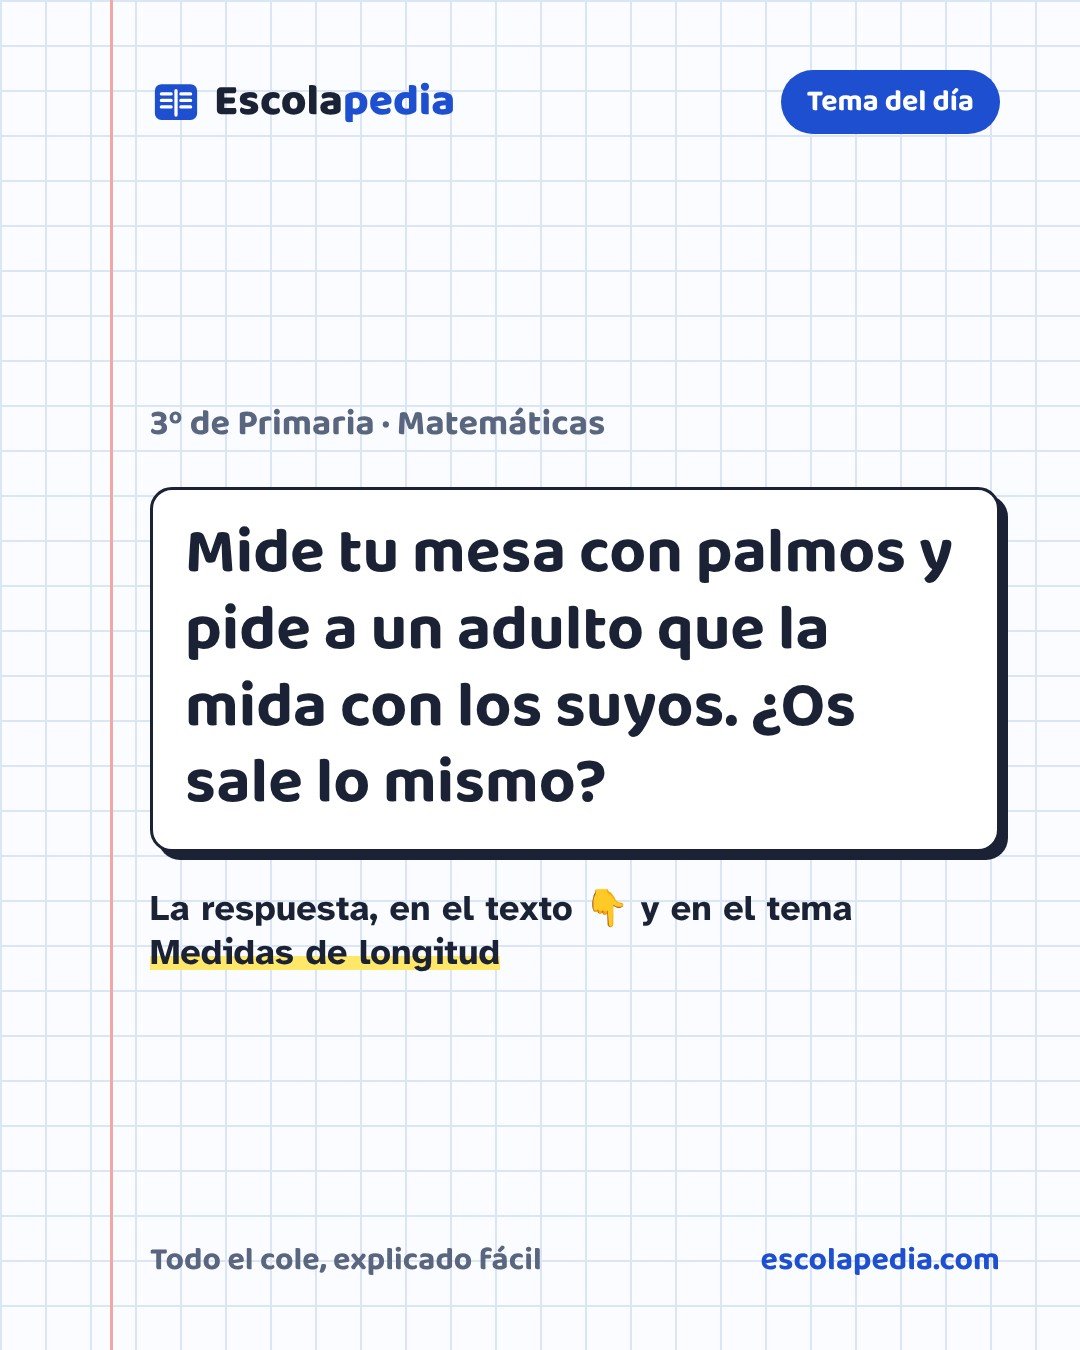 Escolapedia
Tema del día
3º de Primaria · Matemáticas
Mide tu mesa con palmos y
pide a un adulto que la
mida con los suyos. ¿Os
sale lo mismo?
La respuesta, en el texto 👇 y en el tema
Medidas de longitud
Todo el cole, explicado fácil
escolapedia.com